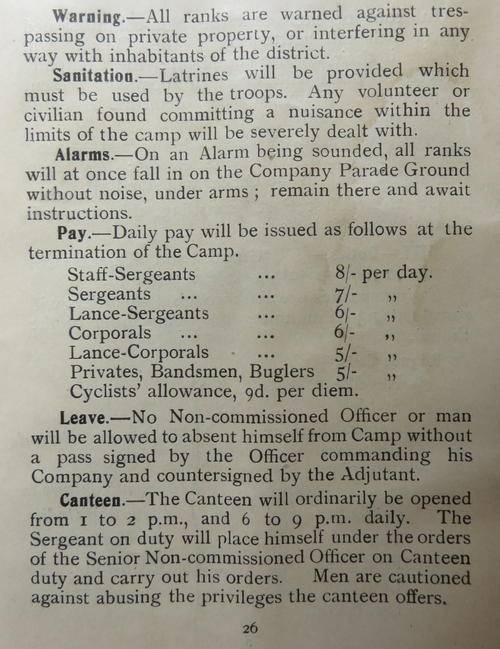 Warning.—All ranks are warned against tres-
passing on private property, or interfering in any
way with inhabitants of the district.
Sanitation.—Latrines will be provided which
must be used by the troops. Any volunteer or
civilian found committing a nuisance within the
limits of the camp will be severely dealt with.
Alarms.—On an Alarm being sounded, all ranks
will at once fall in on the Company Parade Ground
without noise, under arms ; remain there and await
instructions.
Pay.—Daily pay will be issued as follows at the
termination of the Camp.
Staff-Sergeants ... 8/- per day.
Sergeants ... ... 7/- ,,
Lance-Sergeants ... 6/- ,,
Corporals ... ... 6/- ,,
Lance-Corporals ... 5/- ,,
Privates, Bandsmen, Buglers 5/- ,,
Cyclists' allowance, 9d. per diem.
Leave.—No Non-commissioned Officer or man
will be allowed to absent himself from Camp without
a pass signed by the Officer commanding his
Company and countersigned by the Adjutant.
Canteen.—The Canteen will ordinarily be opened
from 1 to 2 p.m., and 6 to 9 p.m. daily. The
Sergeant on duty will place himself under the orders
of the Senior Non-commissioned Officer on Canteen
duty and carry out his orders. Men are cautioned
against abusing the privileges the canteen offers.
26